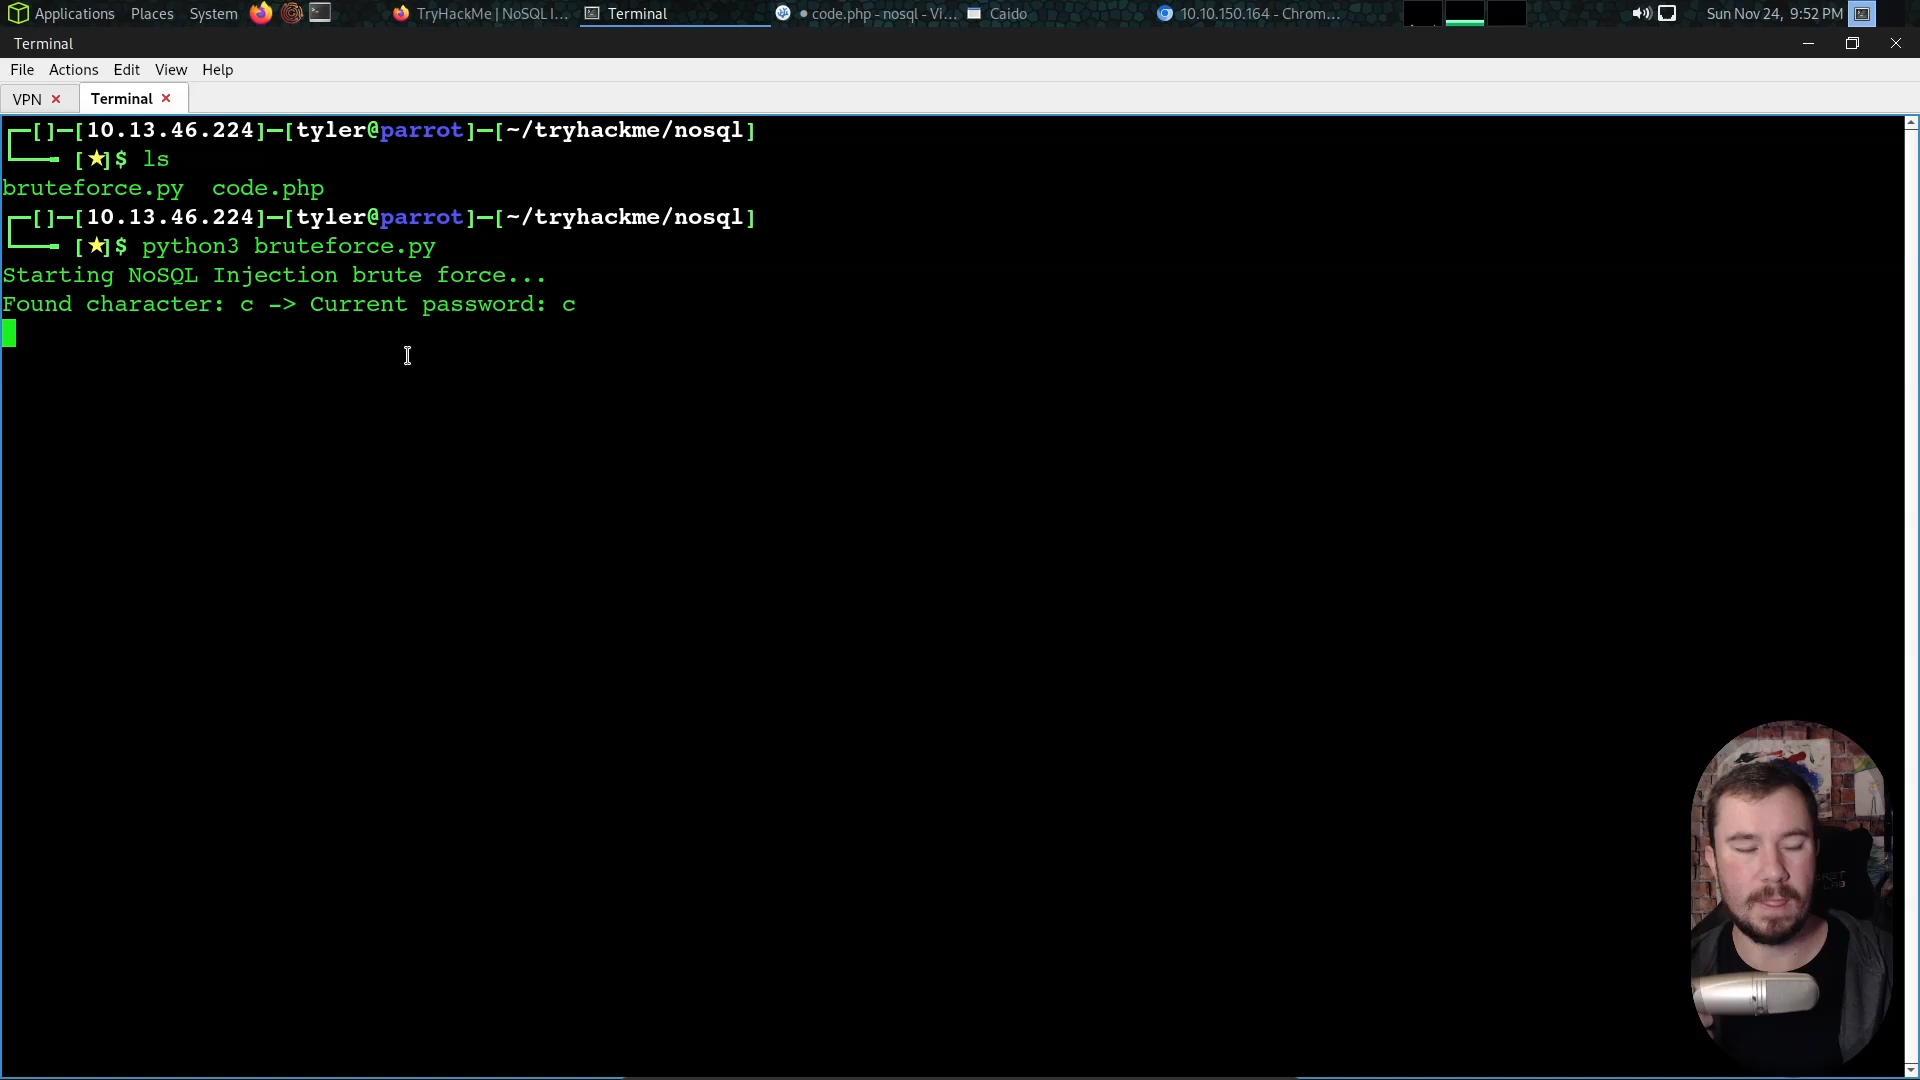 Applications Places System TryHackMe | NoSQL I... Terminal code.php - nosql - Vi... Caido 10.10.150.164 - Chrom... Sun Nov 24, 9:52 PM
Terminal
File Actions Edit View Help
VPN Terminal
[]─[10.13.46.224]─[tyler@parrot]─[~/tryhackme/nosql]
[★]$ ls
bruteforce.py code.php
[]─[10.13.46.224]─[tyler@parrot]─[~/tryhackme/nosql]
[★]$ python3 bruteforce.py
Starting NoSQL Injection brute force...
Found character: c -> Current password: c